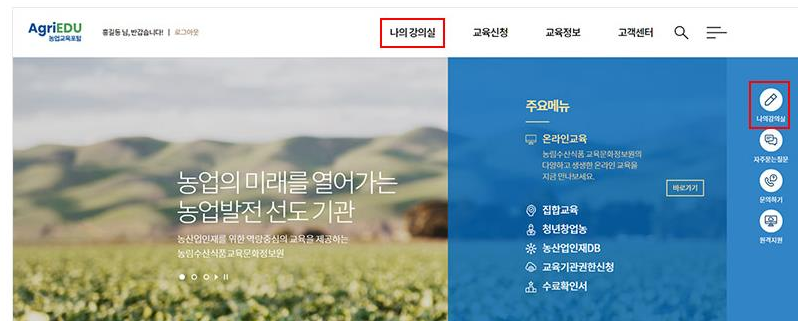 AgriEDU
농업교육포털
홍길동 님, 반갑습니다! | 로그아웃
나의 강의실
교육신청
교육정보
고객센터
농업의 미래를 열어가는
농업발전 선도 기관
농산업인재를 위한 역량중심의 교육을 제공하는
농림수산식품교육문화정보원
주요메뉴
온라인교육
농림수산식품 교육문화정보원의
다양하고 생생한 온라인 교육을
지금 만나보세요.
바로가기
집합교육
청년창업농
농산업인재DB
교육기관권한신청
수료확인서
나의강의실
자주묻는질문
문의하기
원격지원